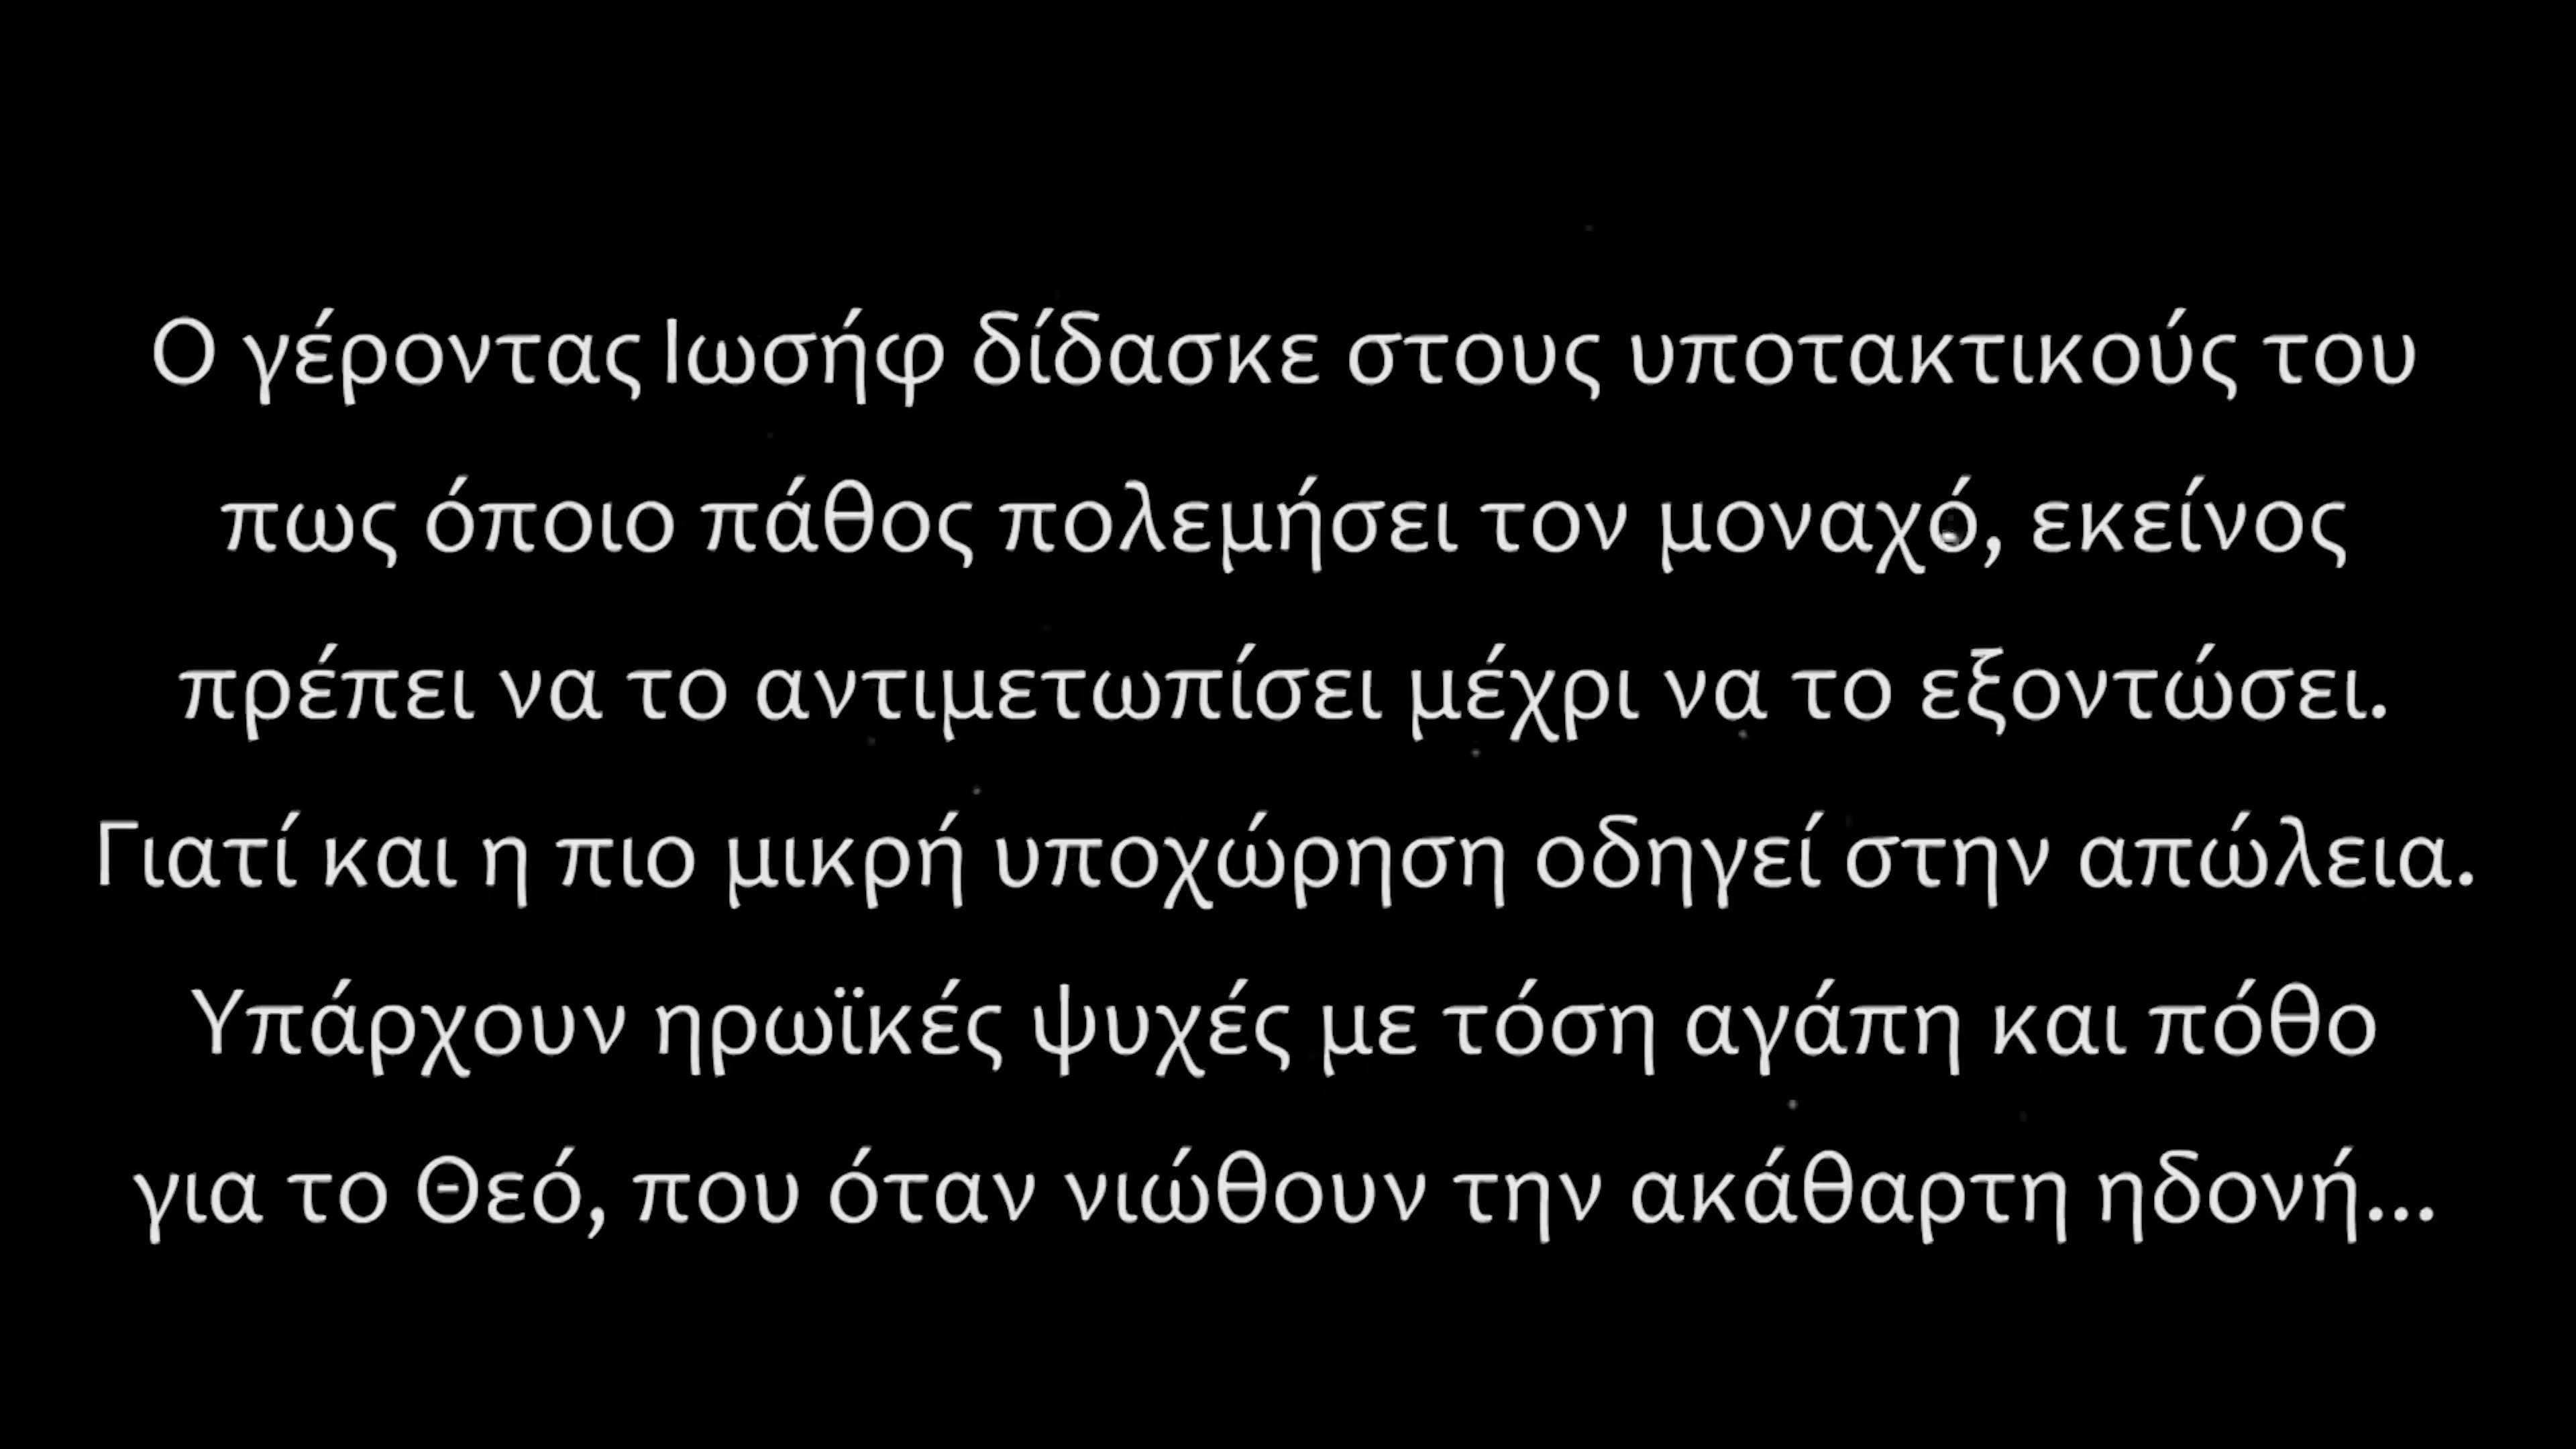 Ο γέροντας Ιωσήφ δίδασκε στους υποτακτικούς του
πως όποιο πάθος πολεμήσει τον μοναχό, εκείνος
πρέπει να το αντιμετωπίσει μέχρι να το εξοντώσει.
Γιατί και η πιο μικρή υποχώρηση οδηγεί στην απώλεια.
Υπάρχουν ηρωϊκές ψυχές με τόση αγάπη και πόθο
για το Θεό, που όταν νιώθουν την ακάθαρτη ηδονή...